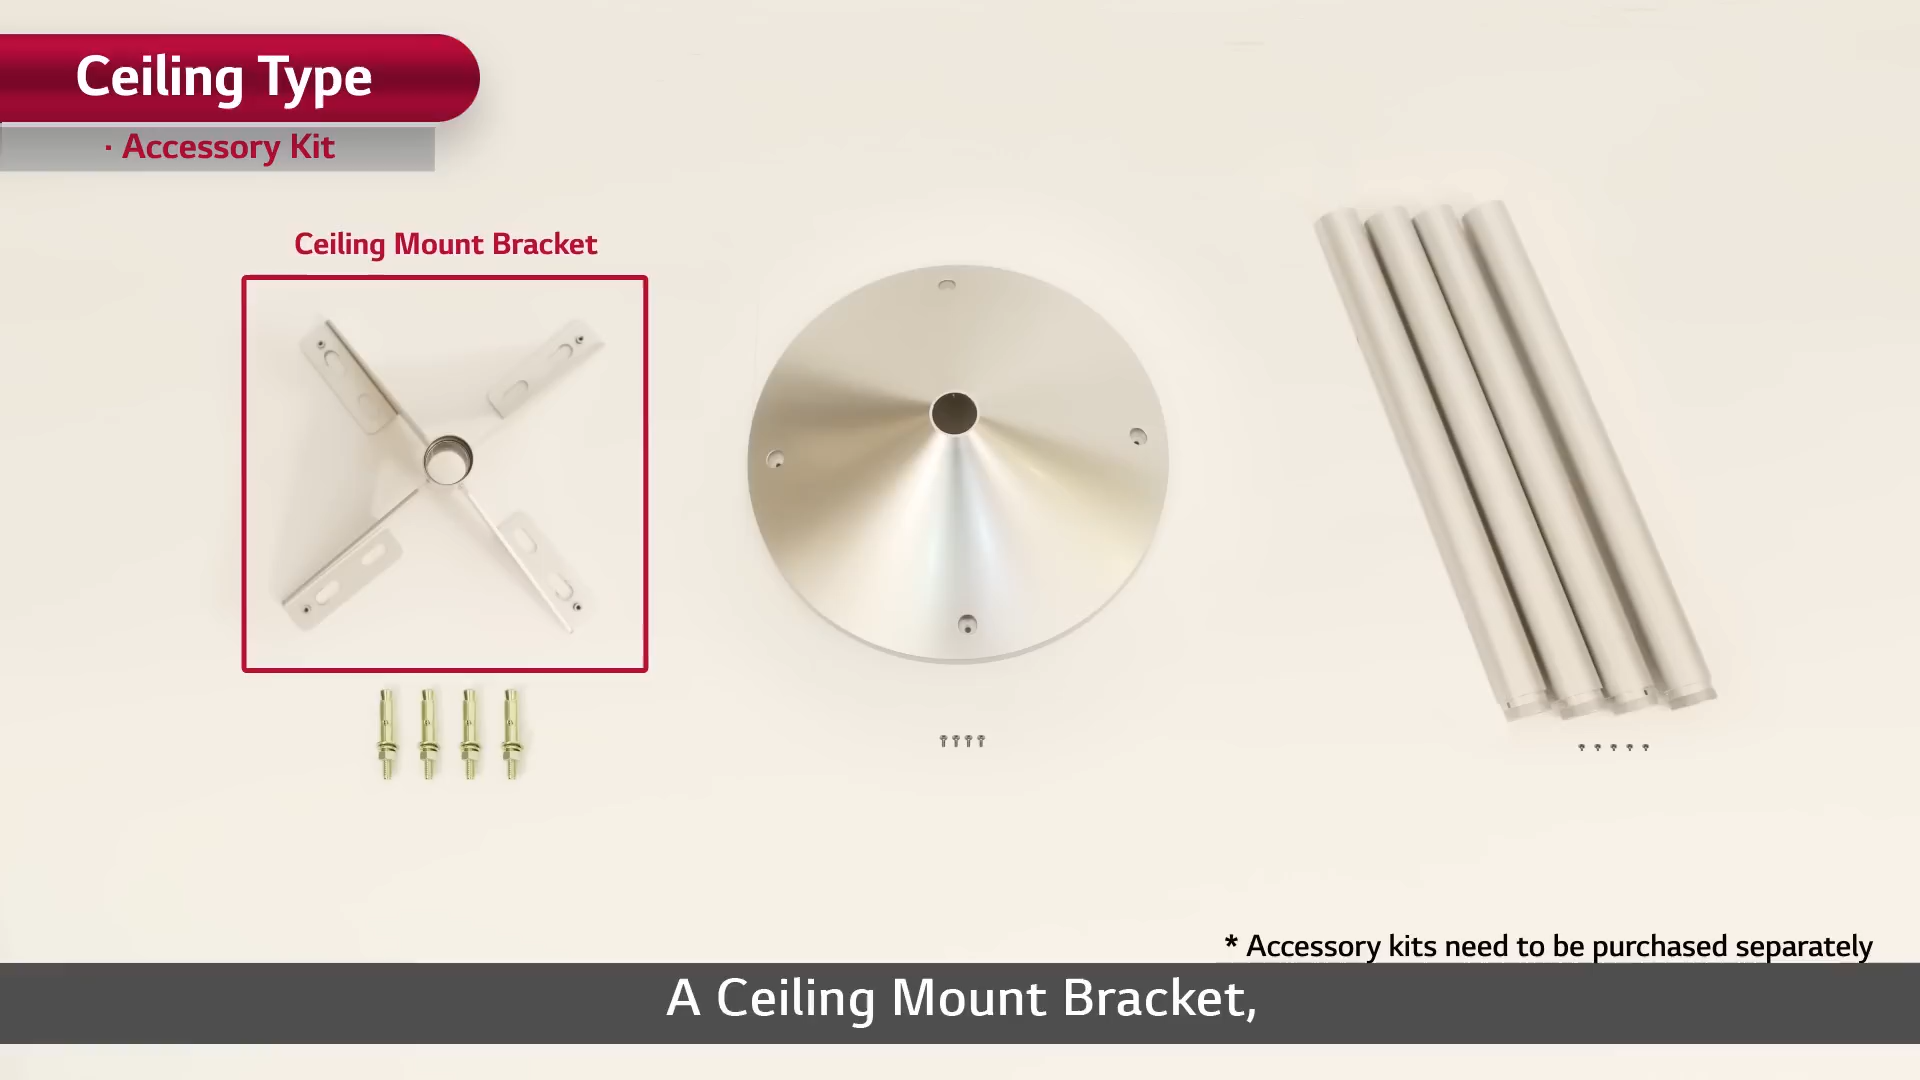 Ceiling Type
· Accessory Kit
Ceiling Mount Bracket
* Accessory kits need to be purchased separately
A Ceiling Mount Bracket,